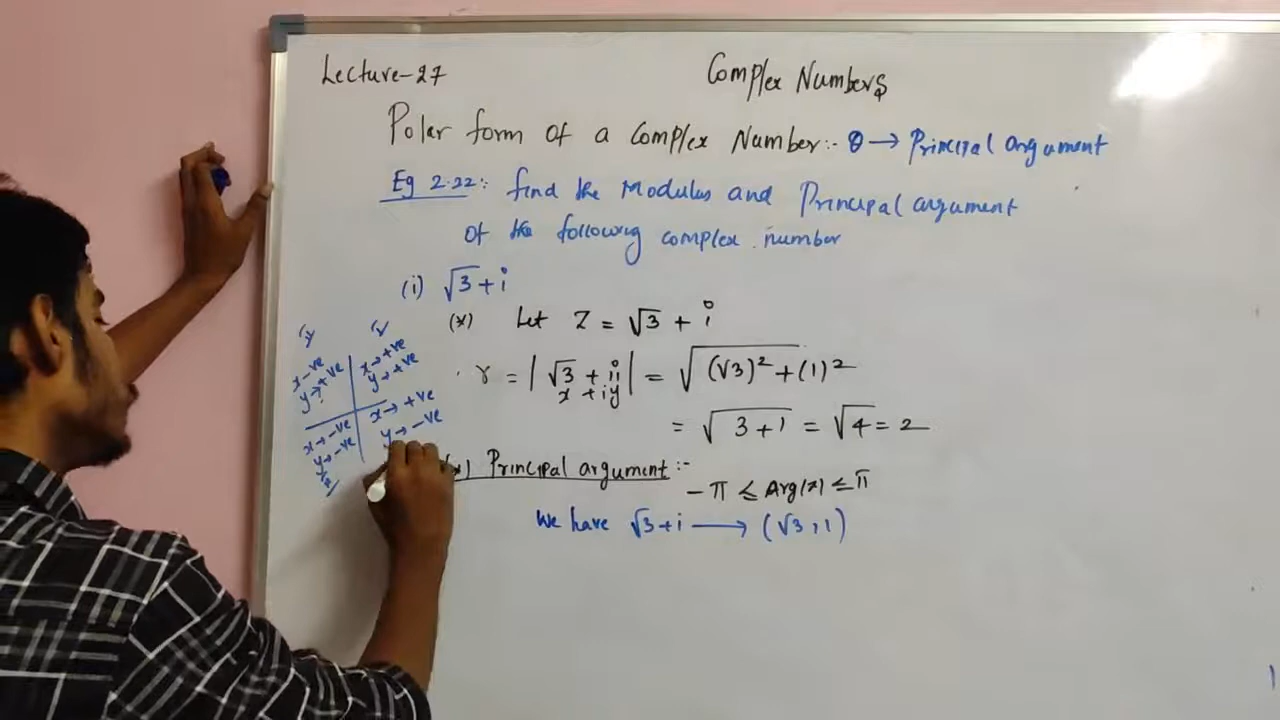 Lecture-27
Complex Numbers
Polar form of a Complex Number:- θ → Principal argument
Eg 2.22:- find the Modulus and Principal argument
of the following complex number
(i) √3+i
(x) Let Z = √3 + i
r = | √3 + i | = √(√3)² + (1)²
x + iy
= √3+1 = √4 = 2
x -ve
y→+ve
x→+ve
y→+ve
x→-ve
y→-ve
x→+ve
y→-ve
Principal argument:-
-π ≤ Arg(z) ≤ π
We have √3+i → (√3,1)